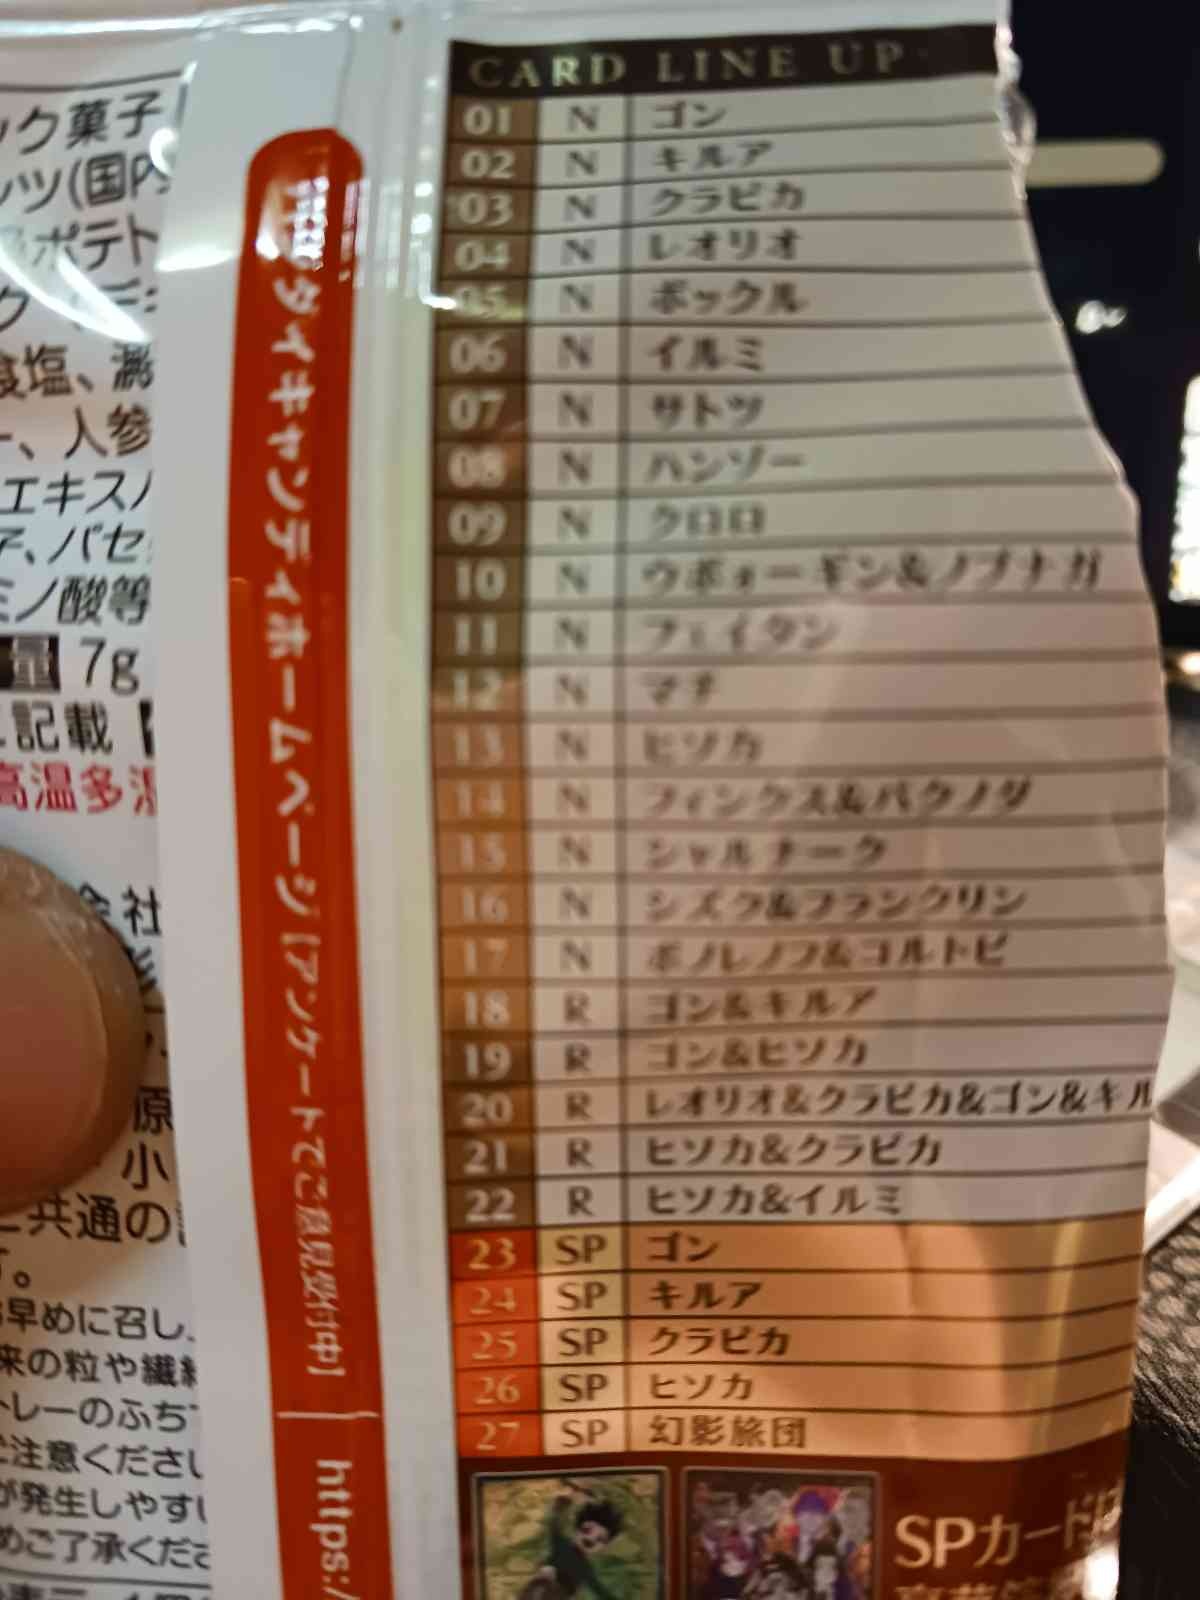 CARD LINE UP
01 N ゴン
02 N キルア
03 N クラピカ
04 N レオリオ
05 N ポックル
06 N イルミ
07 N サトツ
08 N ハンゾー
09 N クロロ
10 N ウボォーギン&ノブナガ
11 N フェイタン
12 N マチ
13 N ヒソカ
14 N フィンクス&パクノダ
15 N シャルナーク
16 N シズク&フランクリン
17 N ボノレノフ&コルトピ
18 R ゴン&キルア
19 R ゴン&ヒソカ
20 R レオリオ&クラピカ&ゴン&キル
21 R ヒソカ&クラピカ
22 R ヒソカ&イルミ
23 SP ゴン
24 SP キルア
25 SP クラピカ
26 SP ヒソカ
27 SP 幻影旅団
SPカード
ダイキャンディホームページ[アンケートでご意見受付中]
https:/
ック菓子
ッツ(国内
ポテト
食塩、
、人参
エキス
、パセ
ミノ酸等
量 7g
に記載
高温多湿
会社
原
小
共通の
す。
早めに召し
来の粒や繊維
トレーのふち
ご注意くださ
が発生しやすい
めご了承くださ